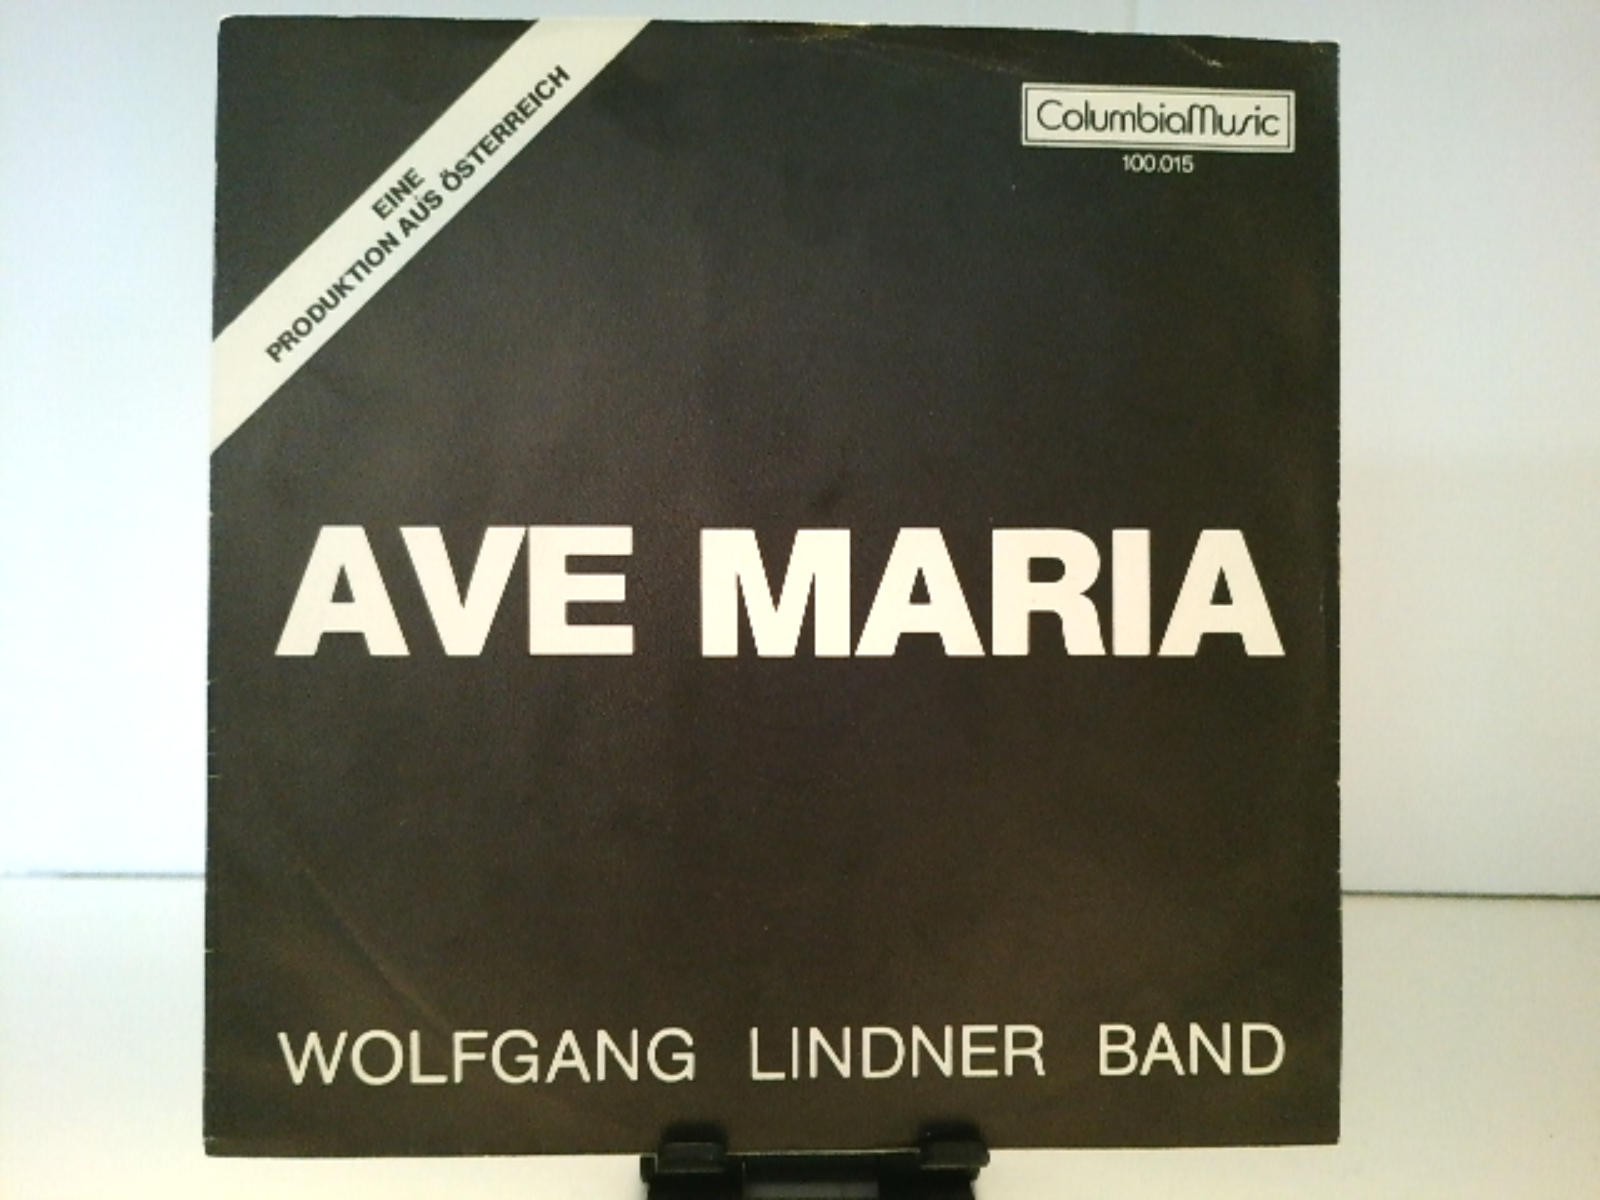 EINE
PRODUKTION AUS ÖSTERREICH
ColumbiaMusic
100.015
AVE MARIA
WOLFGANG LINDNER BAND